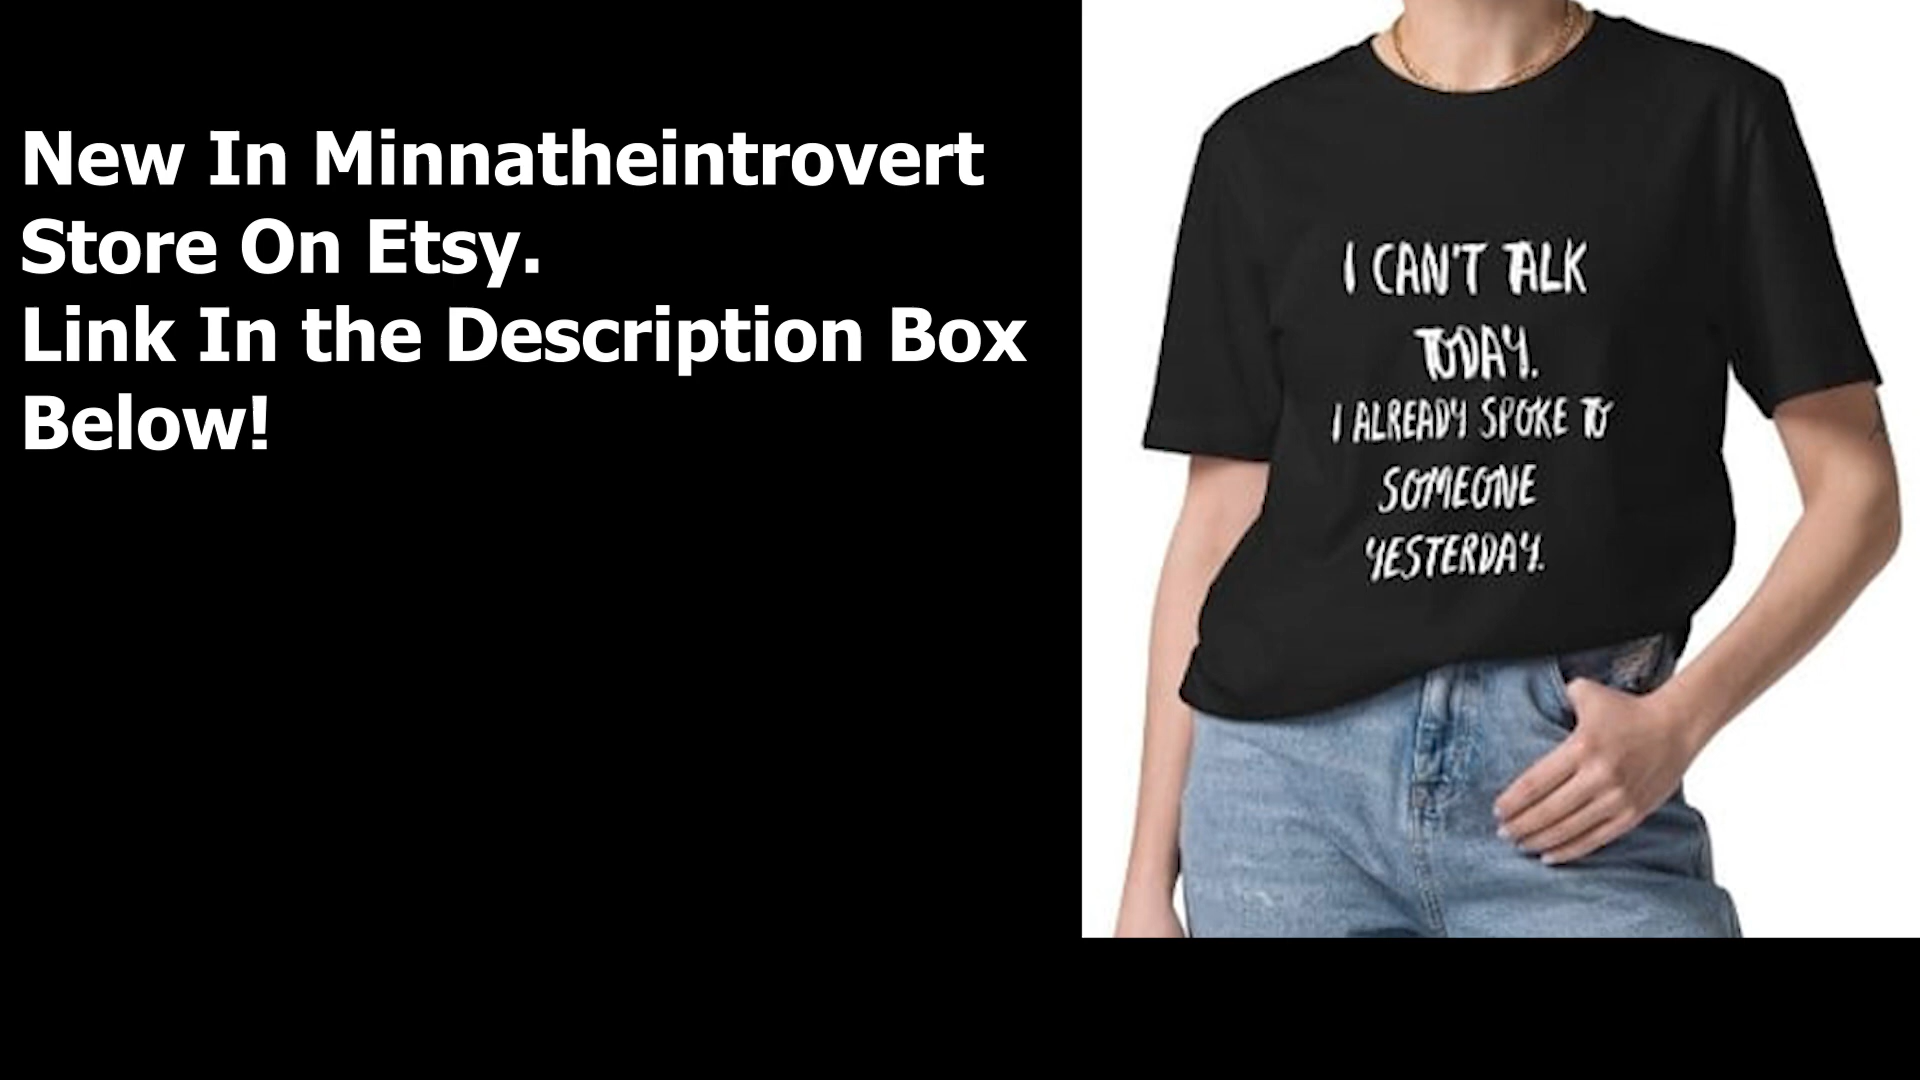 New In Minnatheintrovert
Store On Etsy.
Link In the Description Box
Below!
I CAN'T TALK
TODAY.
I ALREADY SPOKE TO
SOMEONE
YESTERDAY.